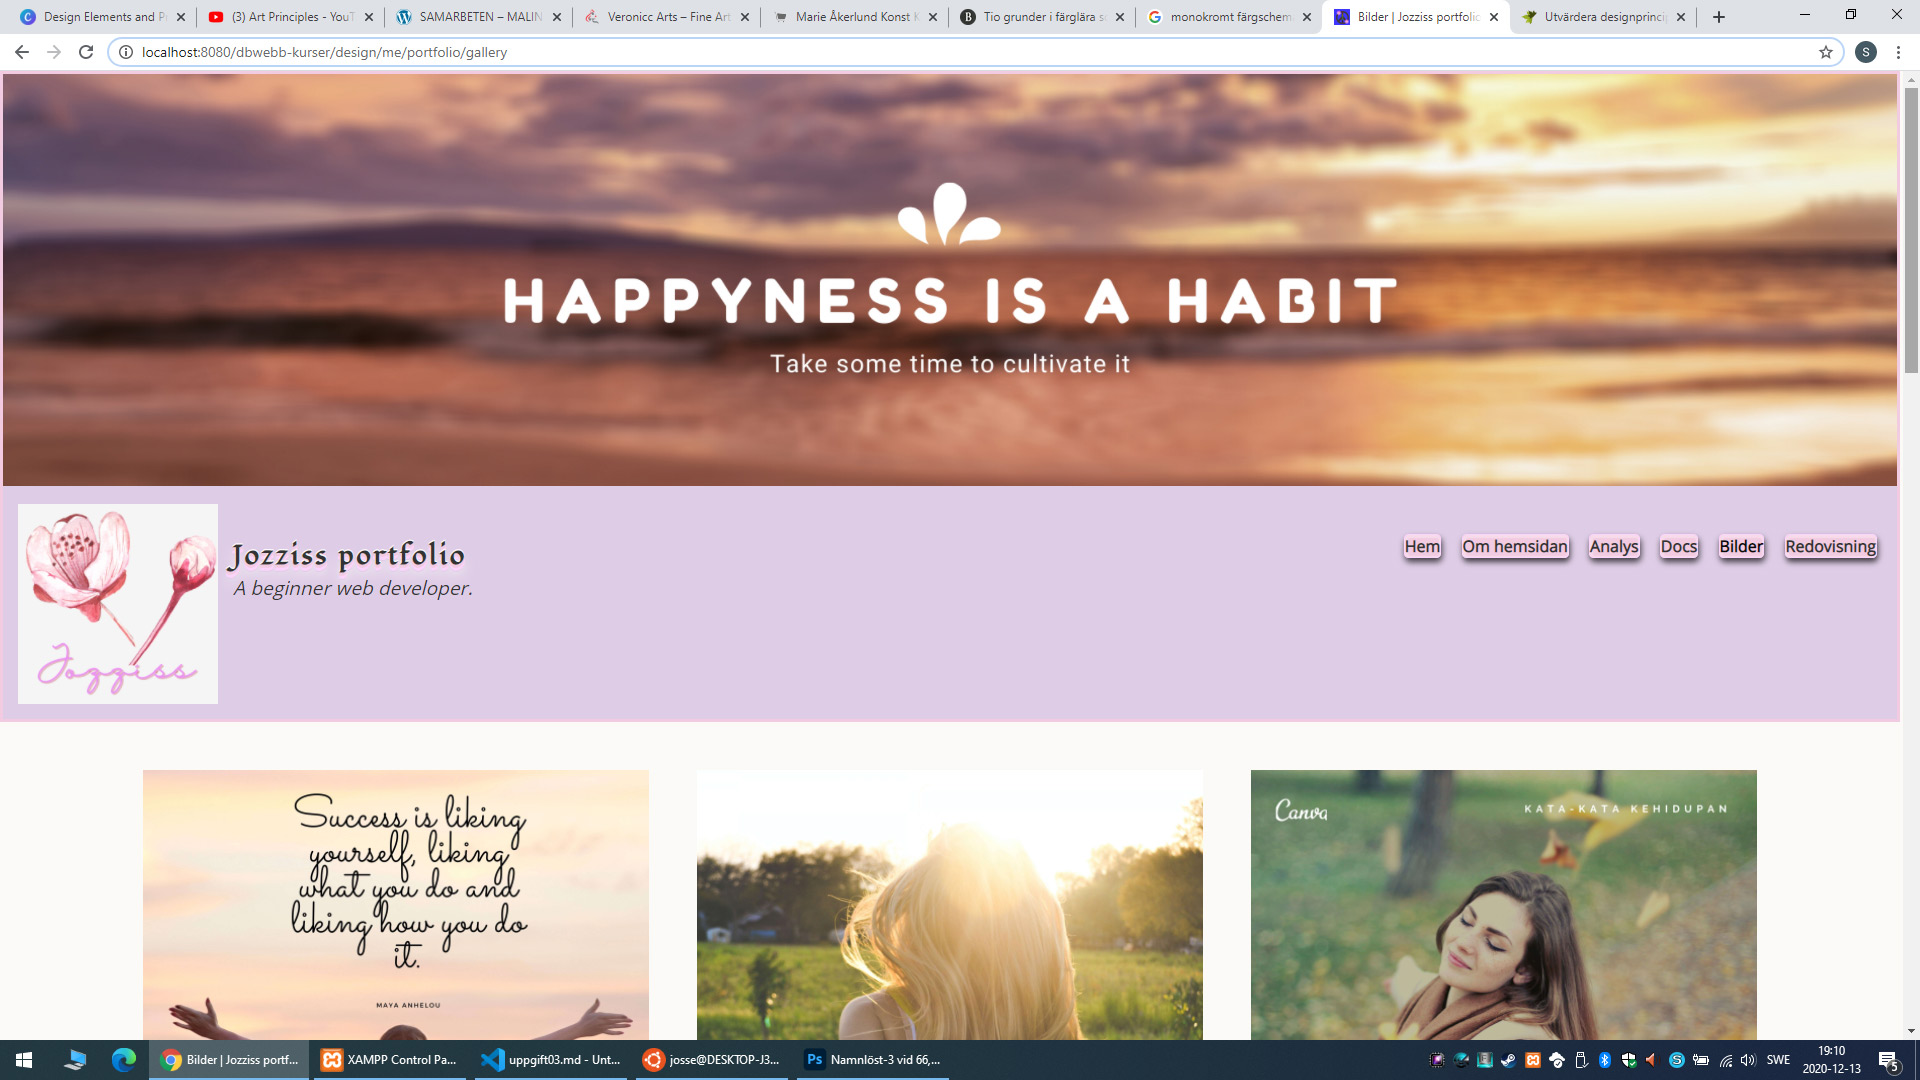 Design Elements and P
(3) Art Principles - YouT
SAMARBETEN – MALIN
Veronicc Arts – Fine Art
Marie Åkerlund Konst K
Tio grunder i färglära s
monokromt färgschem
Bilder | Jozziss portfolio
Utvärdera designprincip
localhost:8080/dbwebb-kurser/design/me/portfolio/gallery
S
HAPPYNESS IS A HABIT
Take some time to cultivate it
Jozziss portfolio
A beginner web developer.
Jozziss
Hem Om hemsidan Analys Docs Bilder Redovisning
Success is liking
yourself, liking
what you do and
liking how you do
it.
MAYA ANHELOU
Canva
KATA-KATA KEHIDUPAN
Bilder | Jozziss portf...
XAMPP Control Pa...
uppgift03.md - Unt...
josse@DESKTOP-J3...
Ps Namnlöst-3 vid 66,...
SWE
19:10
2020-12-13
5